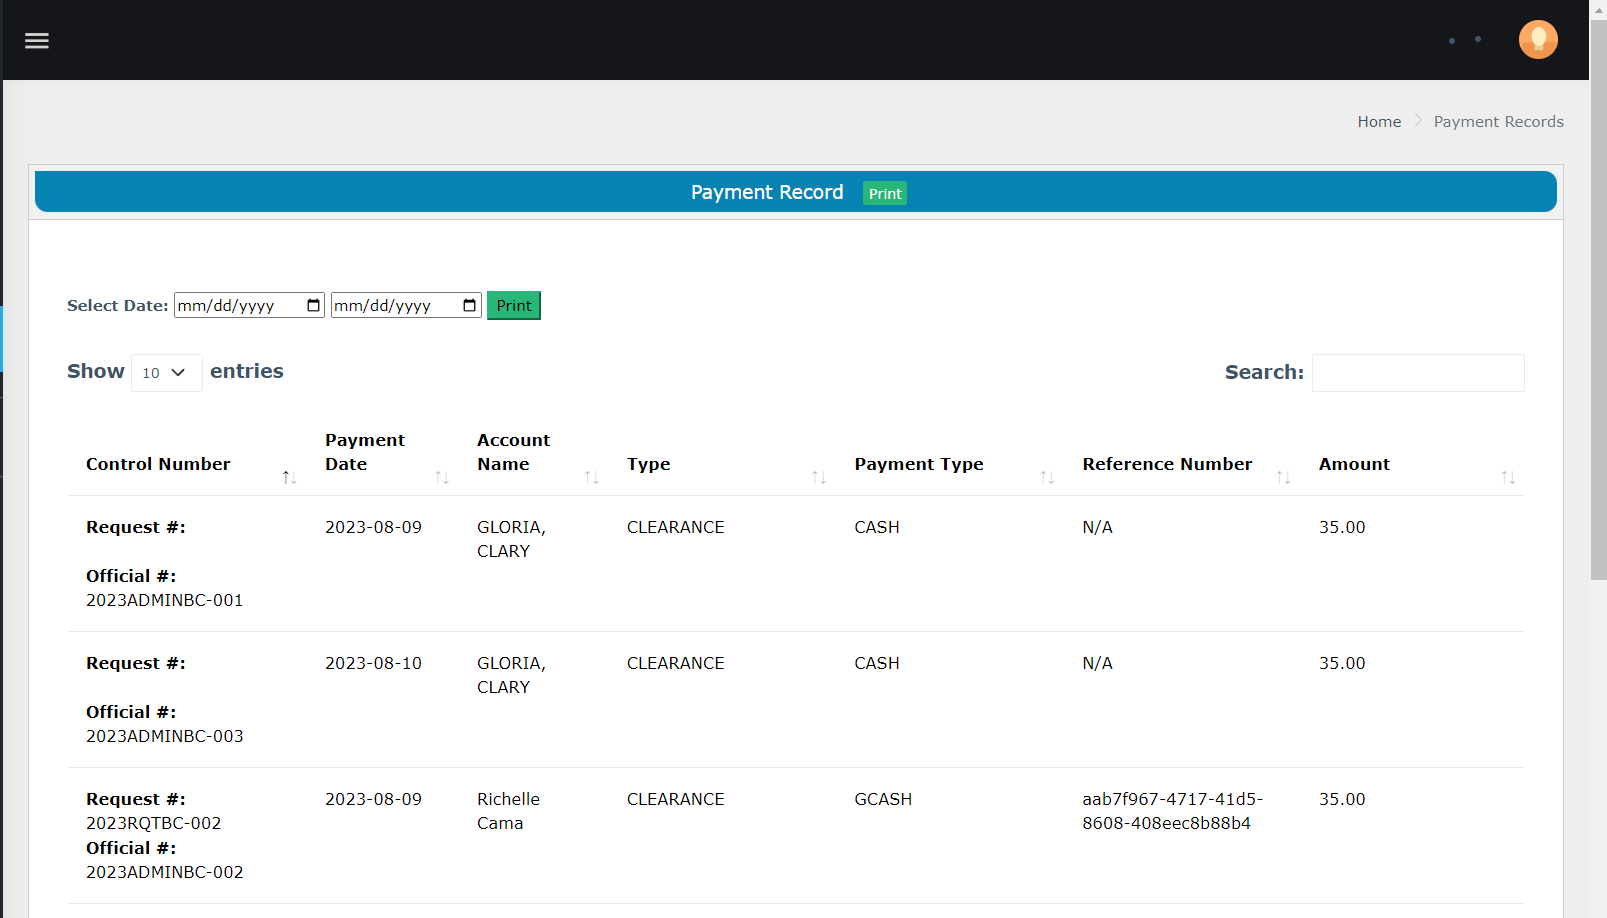 Home > Payment Records
Payment Record Print
Select Date: mm/dd/yyyy mm/dd/yyyy Print
Show 10 entries Search:
Control Number Payment Date Account Name Type Payment Type Reference Number Amount
Request #: 2023-08-09 GLORIA, CLARY CLEARANCE CASH N/A 35.00
Official #:
2023ADMINBC-001
Request #: 2023-08-10 GLORIA, CLARY CLEARANCE CASH N/A 35.00
Official #:
2023ADMINBC-003
Request #: 2023-08-09 Richelle CLEARANCE GCASH aab7f967-4717-41d5- 35.00
2023RQTBC-002 Cama 8608-408eec8b88b4
Official #:
2023ADMINBC-002